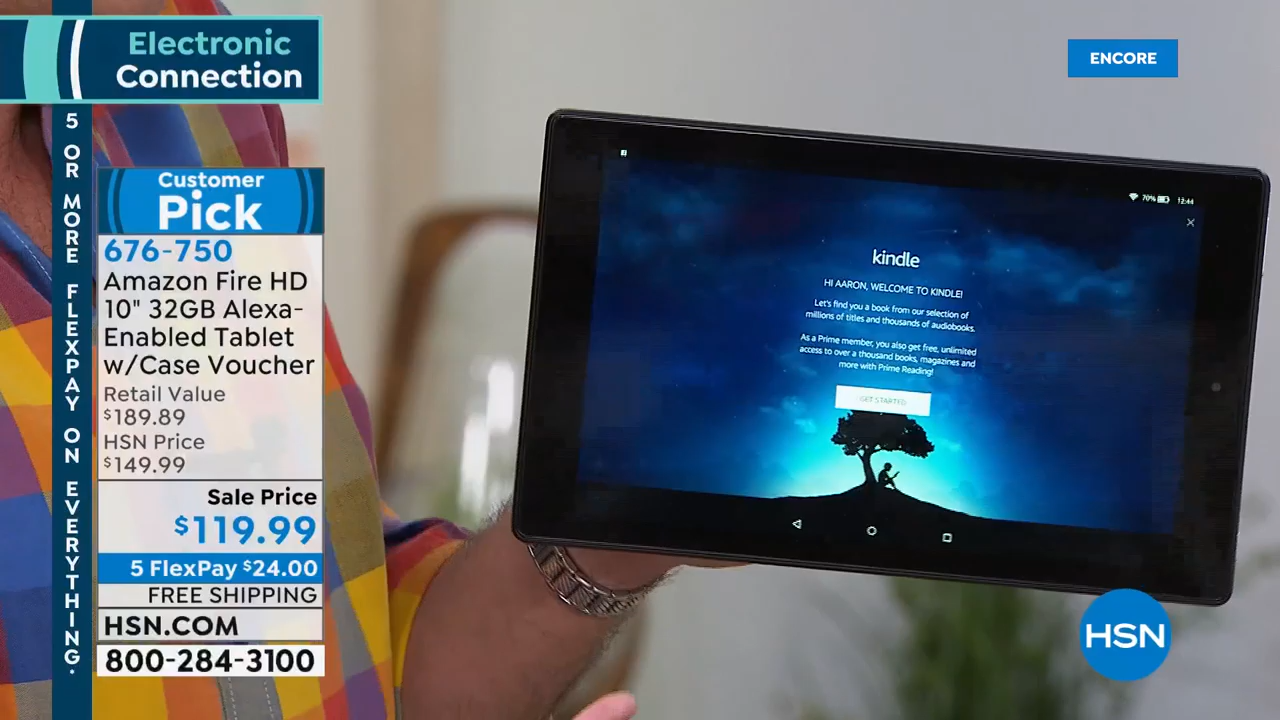 Electronic
Connection
ENCORE
5 OR MORE FLEXPAY ON EVERYTHING.
Customer
Pick
676-750
Amazon Fire HD
10" 32GB Alexa-
Enabled Tablet
w/Case Voucher
Retail Value
$189.89
HSN Price
$149.99
Sale Price
$119.99
5 FlexPay $24.00
FREE SHIPPING
HSN.COM
800-284-3100
70% 12:44
kindle
HI AARON, WELCOME TO KINDLE!
Let's find you a book from our selection of
millions of titles and thousands of audiobooks.
As a Prime member, you also get free, unlimited
access to over a thousand books, magazines and
more with Prime Reading!
GET STARTED
HSN